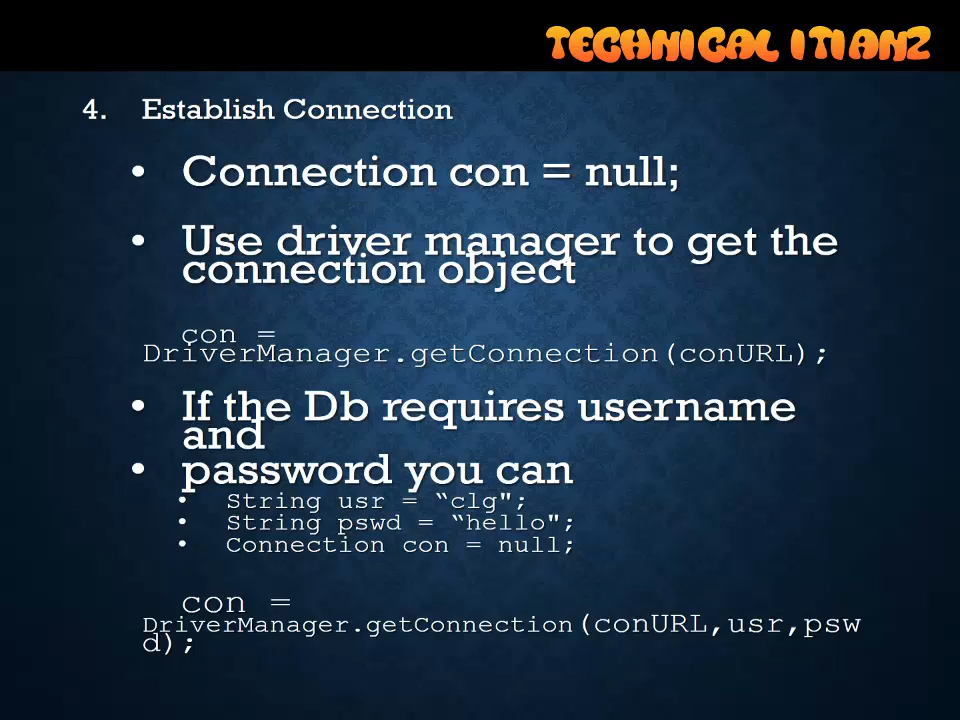 TECHNICAL ITIANZ
4. Establish Connection
• Connection con = null;
• Use driver manager to get the
connection object
con =
DriverManager.getConnection(conURL);
• If the Db requires username
and
• password you can
• String usr = “clg";
• String pswd = “hello";
• Connection con = null;
con =
DriverManager.getConnection(conURL,usr,psw
d);